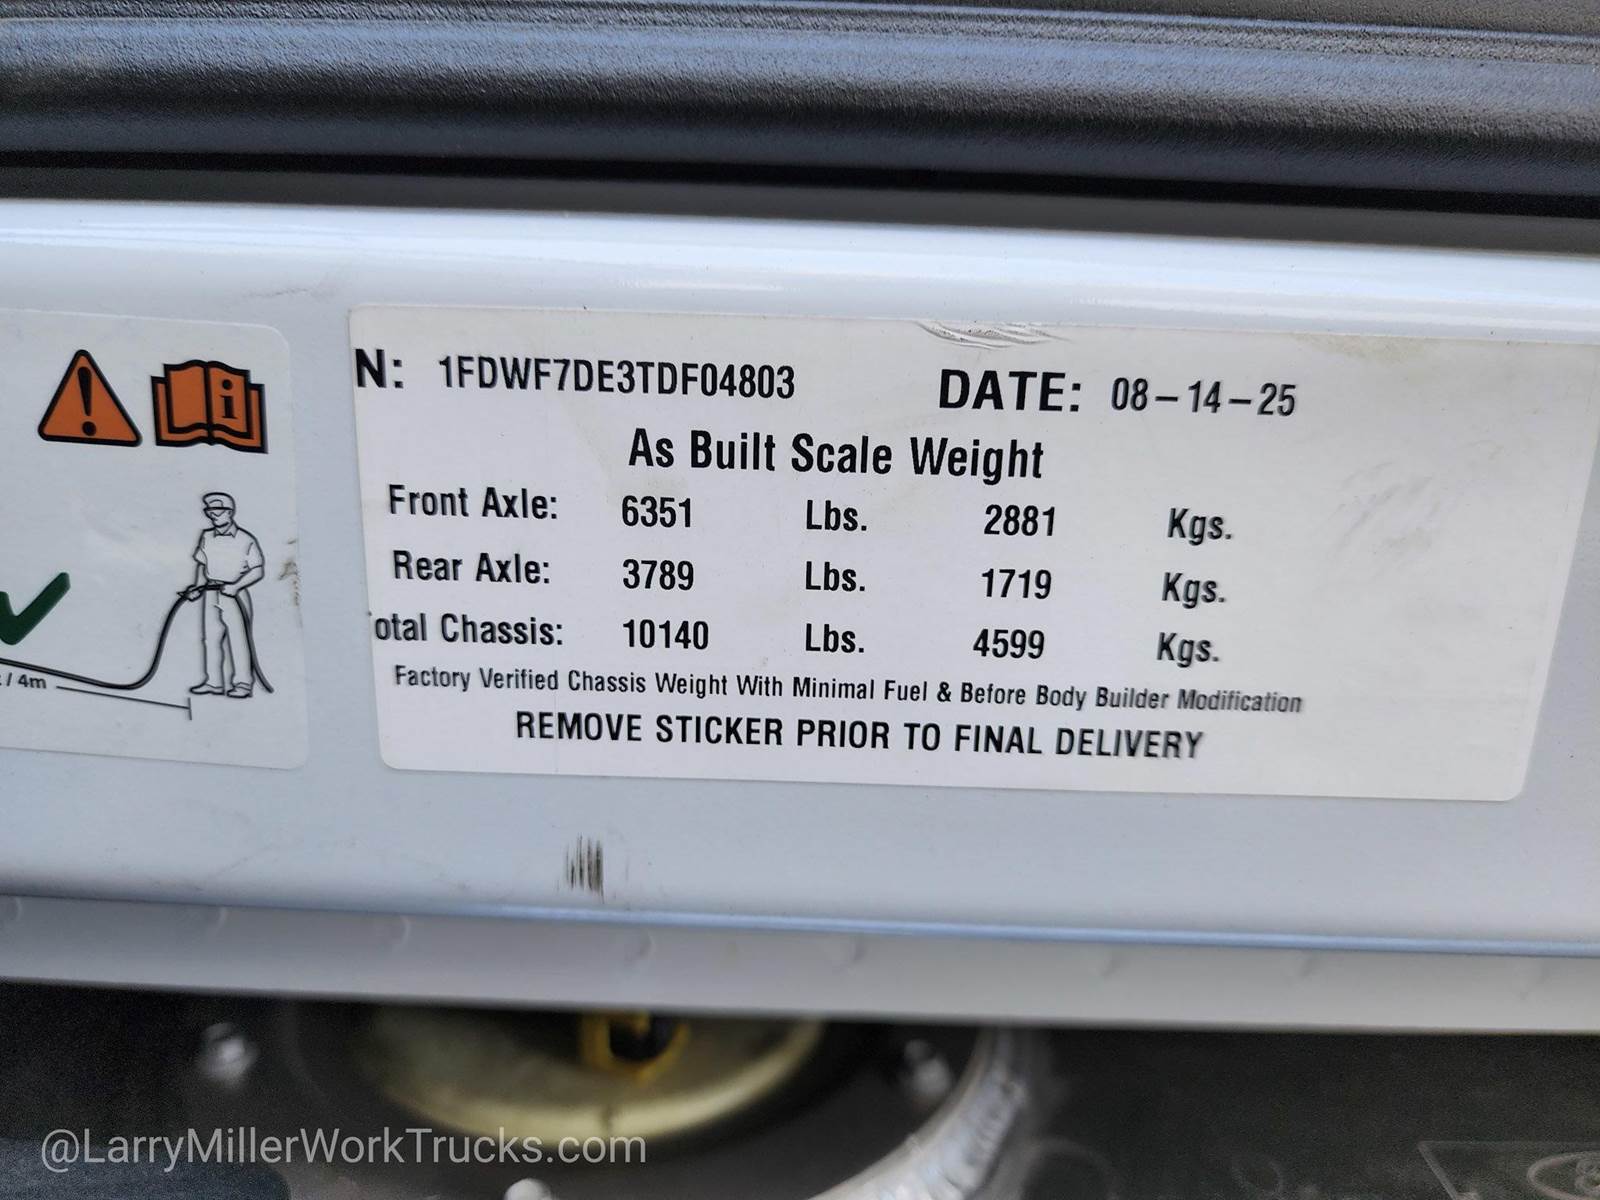 N: 1FDWF7DE3TDF04803 DATE: 08-14-25
As Built Scale Weight
Front Axle: 6351 Lbs. 2881 Kgs.
Rear Axle: 3789 Lbs. 1719 Kgs.
otal Chassis: 10140 Lbs. 4599 Kgs.
Factory Verified Chassis Weight With Minimal Fuel & Before Body Builder Modification
REMOVE STICKER PRIOR TO FINAL DELIVERY
/ 4m
@LarryMillerWorkTrucks.com